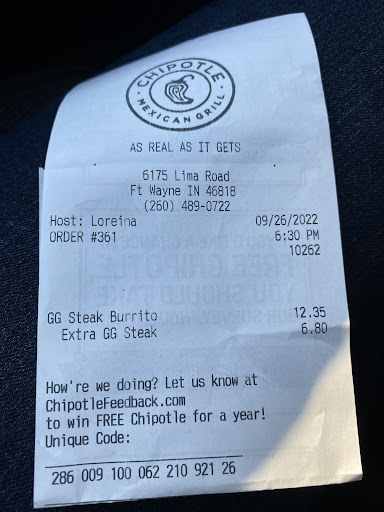 CHIPOTLE
MEXICAN GRILL
AS REAL AS IT GETS
6175 Lima Road
Ft Wayne IN 46818
(260) 489-0722
Host: Loreina 09/26/2022
ORDER #361 6:30 PM
10262
GG Steak Burrito 12.35
Extra GG Steak 6.80
How're we doing? Let us know at
ChipotleFeedback.com
to win FREE Chipotle for a year!
Unique Code:
286 009 100 062 210 921 26